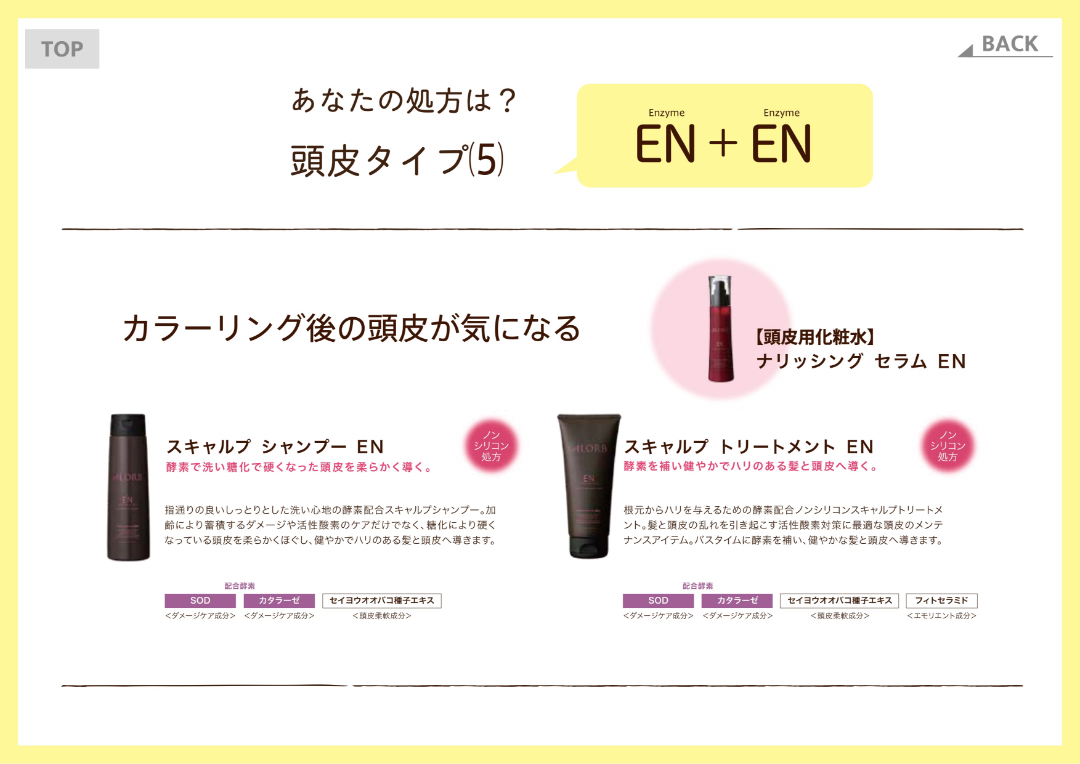 TOP
BACK
あなたの処方は？
頭皮タイプ(5)
Enzyme Enzyme
EN + EN
カラーリング後の頭皮が気になる
【頭皮用化粧水】
ナリッシング セラム EN
スキャルプ シャンプー EN
酵素で洗い糖化で硬くなった頭皮を柔らかく導く。
ノン
シリコン
処方
指通りの良いしっとりとした洗い心地の酵素配合スキャルプシャンプー。加
齢により蓄積するダメージや活性酸素のケアだけでなく、糖化により硬く
なっている頭皮を柔らかくほぐし、健やかでハリのある髪と頭皮へ導きます。
配合酵素
SOD カタラーゼ セイヨウオオバコ種子エキス
<ダメージケア成分> <ダメージケア成分> <頭皮柔軟成分>
スキャルプ トリートメント EN
酵素を補い健やかでハリのある髪と頭皮へ導く。
ノン
シリコン
処方
根元からハリを与えるための酵素配合ノンシリコンスキャルプトリートメ
ント。髪と頭皮の乱れを引き起こす活性酸素対策に最適な頭皮のメンテ
ナンスアイテム。バスタイムに酵素を補い、健やかな髪と頭皮へ導きます。
配合酵素
SOD カタラーゼ セイヨウオオバコ種子エキス フィトセラミド
<ダメージケア成分> <ダメージケア成分> <頭皮柔軟成分> <エモリエント成分>
EN
EN
EN